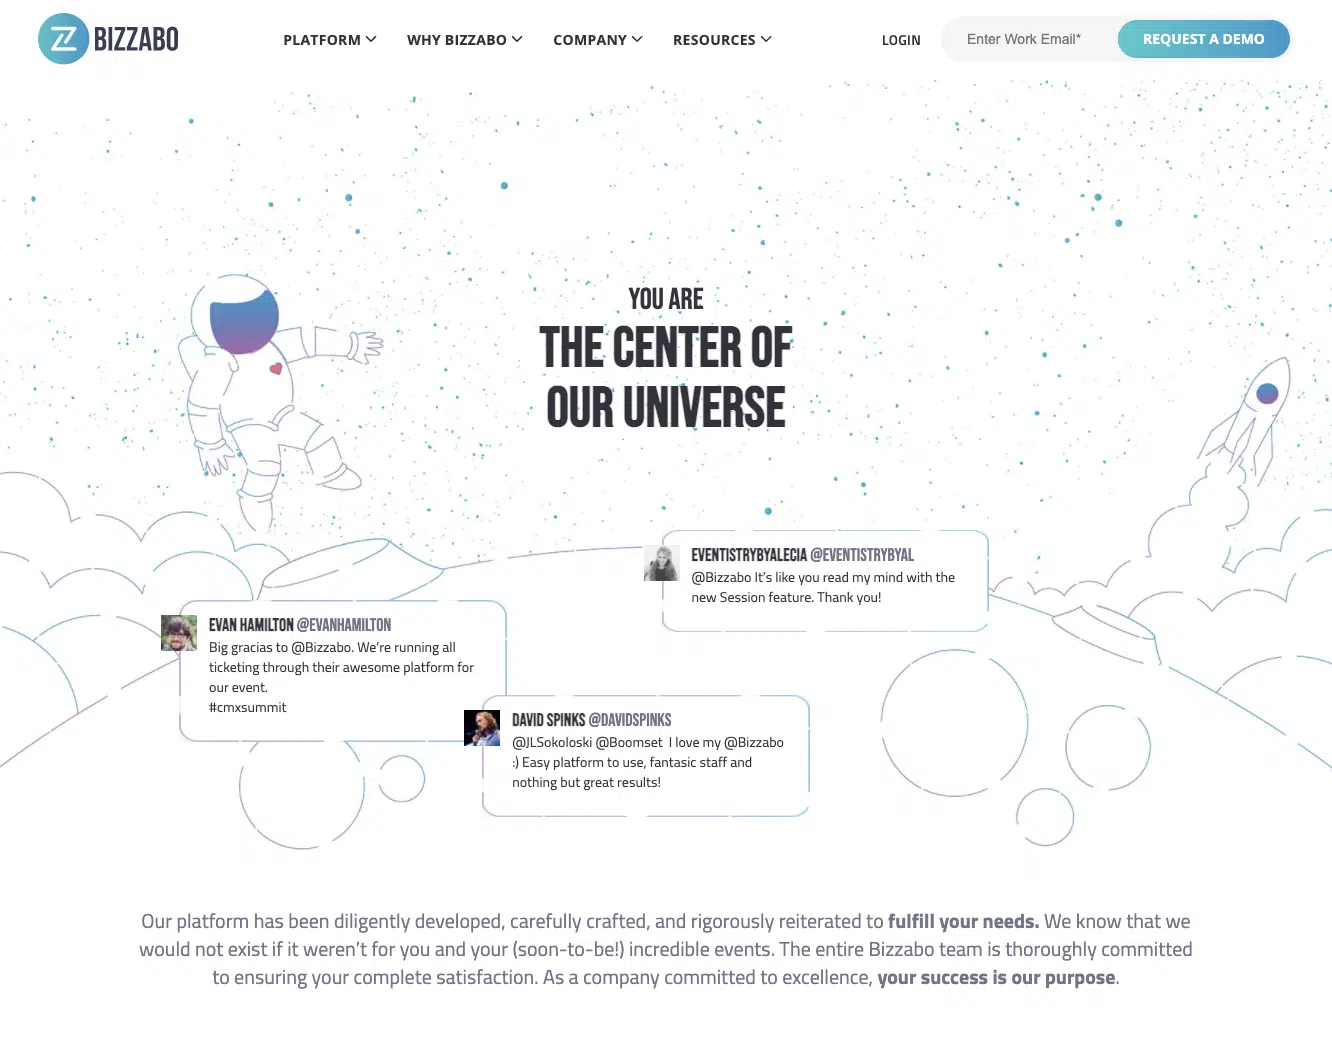 BIZZABO
PLATFORM
WHY BIZZABO
COMPANY
RESOURCES
LOGIN
Enter Work Email*
REQUEST A DEMO
YOU ARE
THE CENTER OF
OUR UNIVERSE
EVENTISTRYBYALECIA @EVENTISTRYBYAL
@Bizzabo It’s like you read my mind with the
new Session feature. Thank you!
EVAN HAMILTON @EVANHAMILTON
Big gracias to @Bizzabo. We’re running all
ticketing through their awesome platform for
our event.
#cmxsummit
DAVID SPINKS @DAVIDSPINKS
@JLSokoloski @Boomset I love my @Bizzabo
:) Easy platform to use, fantasic staff and
nothing but great results!
Our platform has been diligently developed, carefully crafted, and rigorously reiterated to fulfill your needs. We know that we
would not exist if it weren’t for you and your (soon-to-be!) incredible events. The entire Bizzabo team is thoroughly committed
to ensuring your complete satisfaction. As a company committed to excellence, your success is our purpose.